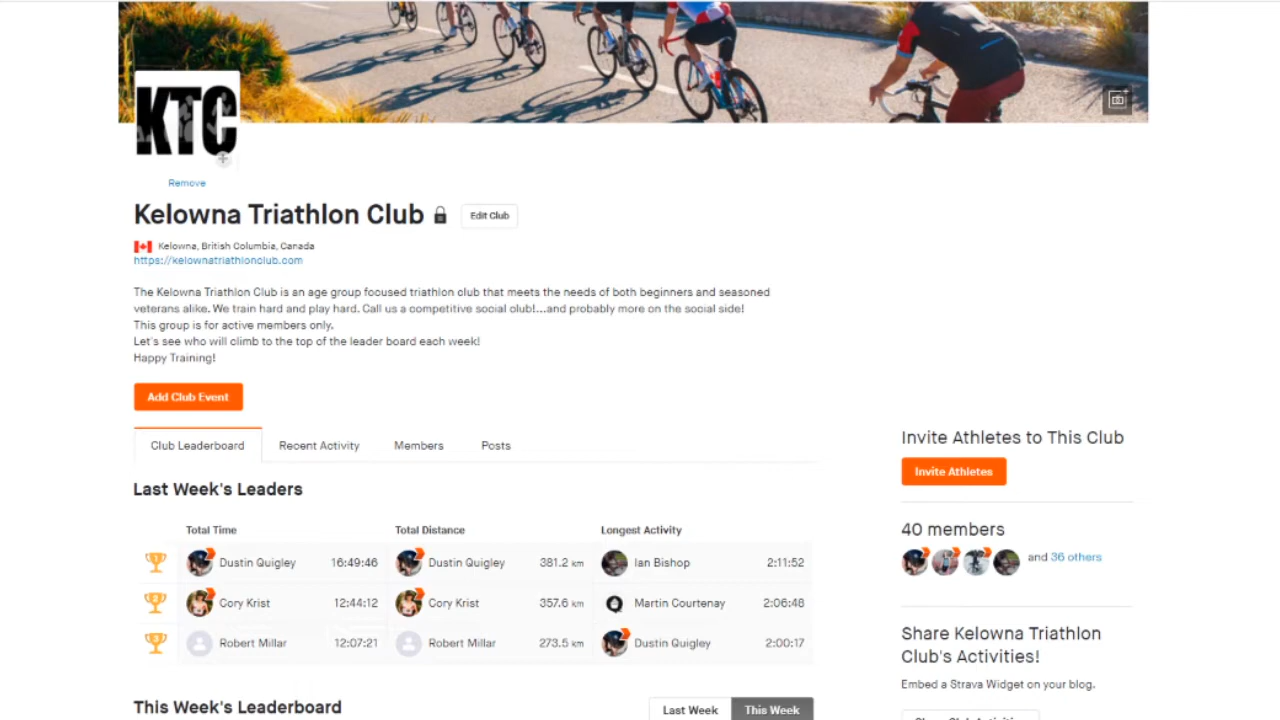 KTC
Remove
Kelowna Triathlon Club
Edit Club
Kelowna, British Columbia, Canada
https://kelownatriathlonclub.com
The Kelowna Triathlon Club is an age group focused triathlon club that meets the needs of both beginners and seasoned
veterans alike. We train hard and play hard. Call us a competitive social club!...and probably more on the social side!
This group is for active members only.
Let's see who will climb to the top of the leader board each week!
Happy Training!
Add Club Event
Club Leaderboard Recent Activity Members Posts
Last Week's Leaders
Total Time Total Distance Longest Activity
1 Dustin Quigley 16:49:46 Dustin Quigley 381.2 km Ian Bishop 2:11:52
2 Cory Krist 12:44:12 Cory Krist 357.6 km Martin Courtenay 2:06:48
3 Robert Millar 12:07:21 Robert Millar 273.5 km Dustin Quigley 2:00:17
This Week's Leaderboard
Last Week This Week
Invite Athletes to This Club
Invite Athletes
40 members
and 36 others
Share Kelowna Triathlon
Club's Activities!
Embed a Strava Widget on your blog.